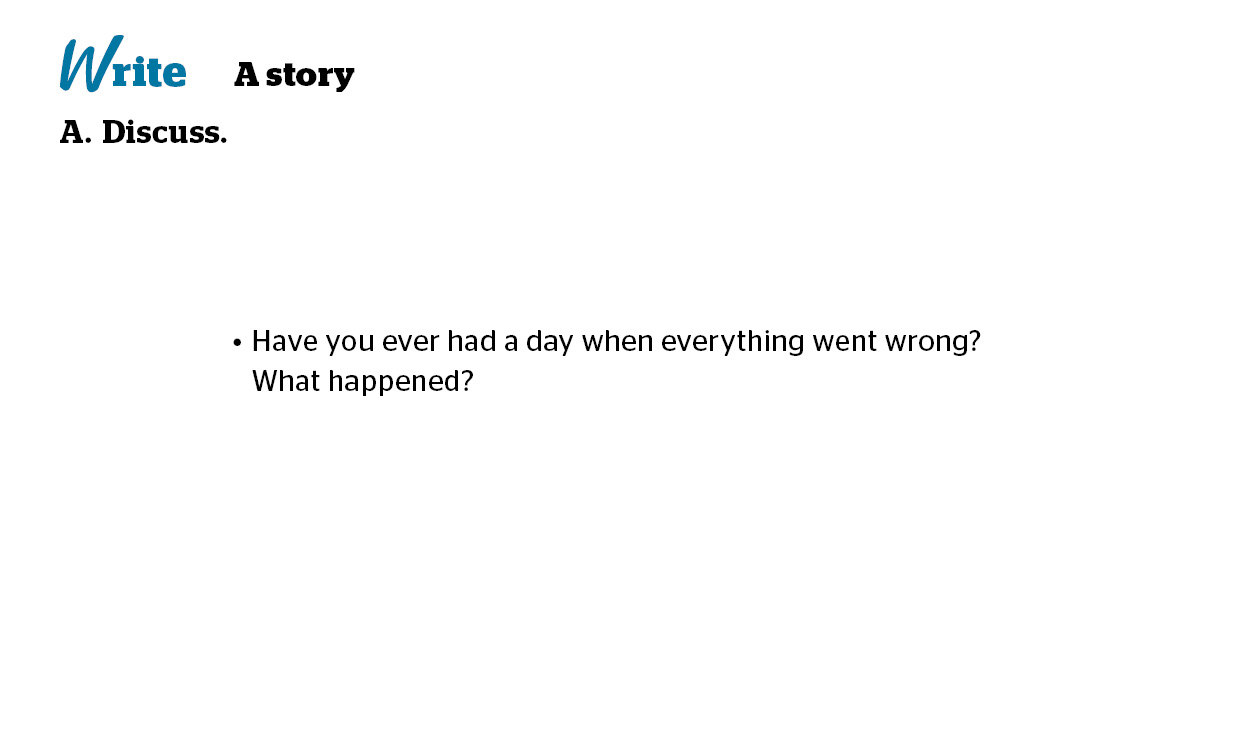 Write A story
A. Discuss.
• Have you ever had a day when everything went wrong?
What happened?